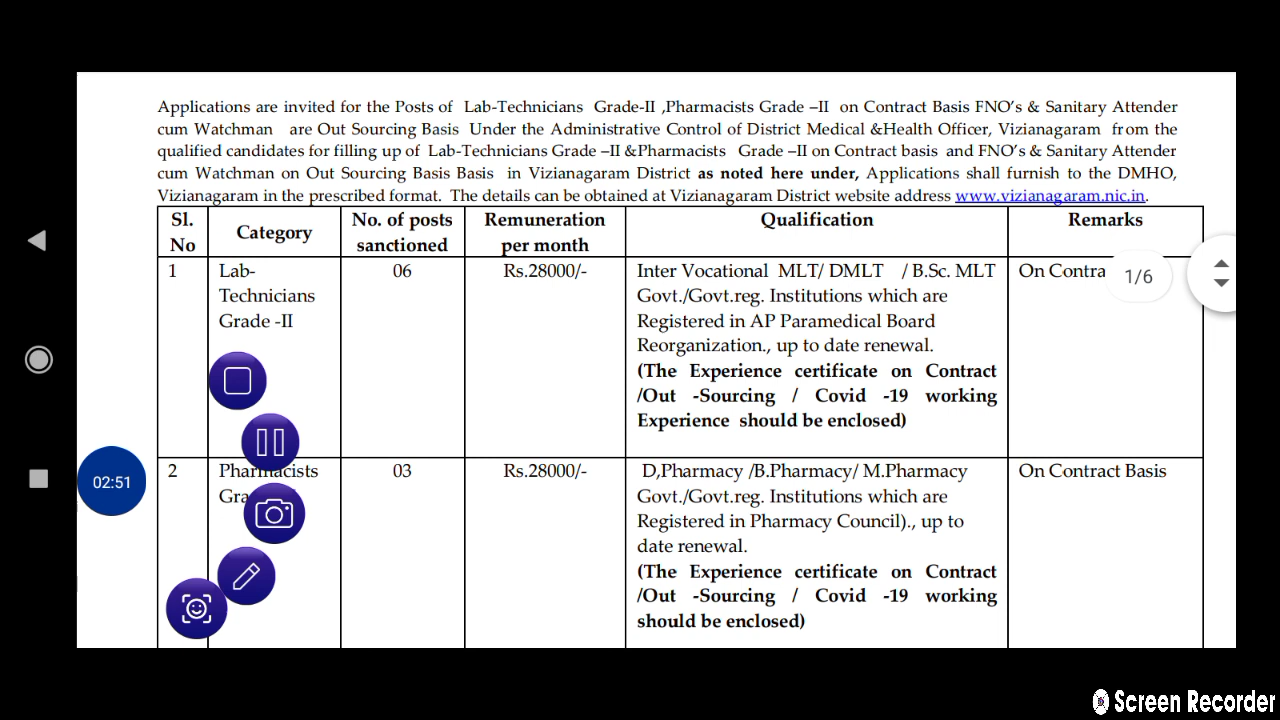 Applications are invited for the Posts of Lab-Technicians Grade-II ,Pharmacists Grade –II on Contract Basis FNO's & Sanitary Attender
cum Watchman are Out Sourcing Basis Under the Administrative Control of District Medical &Health Officer, Vizianagaram from the
qualified candidates for filling up of Lab-Technicians Grade –II &Pharmacists Grade –II on Contract basis and FNO's & Sanitary Attender
cum Watchman on Out Sourcing Basis Basis in Vizianagaram District as noted here under, Applications shall furnish to the DMHO,
Vizianagaram in the prescribed format. The details can be obtained at Vizianagaram District website address www.vizianagaram.nic.in.
Sl. No
Category
No. of posts sanctioned
Remuneration per month
Qualification
Remarks
1
Lab-
Technicians
Grade -II
06
Rs.28000/-
Inter Vocational MLT/ DMLT / B.Sc. MLT
Govt./Govt.reg. Institutions which are
Registered in AP Paramedical Board
Reorganization., up to date renewal.
(The Experience certificate on Contract
/Out -Sourcing / Covid -19 working
Experience should be enclosed)
On Contra
1/6
2
Pharmacists
Gra
03
Rs.28000/-
D,Pharmacy /B.Pharmacy/ M.Pharmacy
Govt./Govt.reg. Institutions which are
Registered in Pharmacy Council)., up to
date renewal.
(The Experience certificate on Contract
/Out -Sourcing / Covid -19 working
should be enclosed)
On Contract Basis
02:51
Screen Recorder